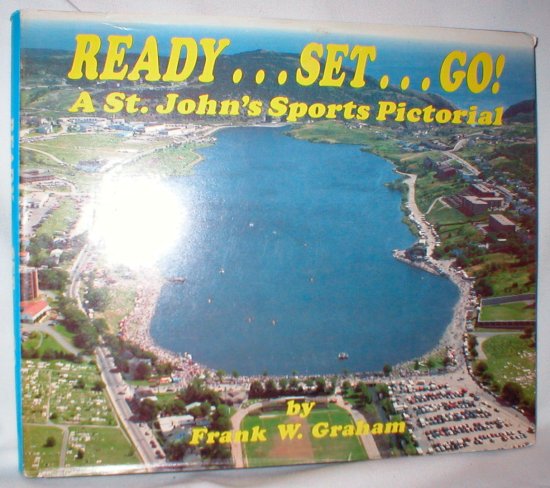 READY...SET...GO!
A St. John's Sports Pictorial
by
Frank W. Graham